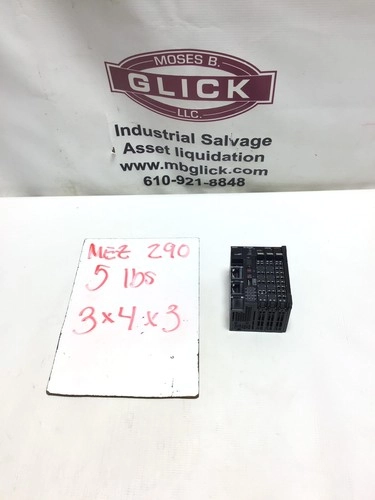 MOSES B.
GLICK
LLC.
Industrial Salvage
Asset liquidation
www.mbglick.com
610-921-8848
MEZ 290
5 lbs
3x4x3